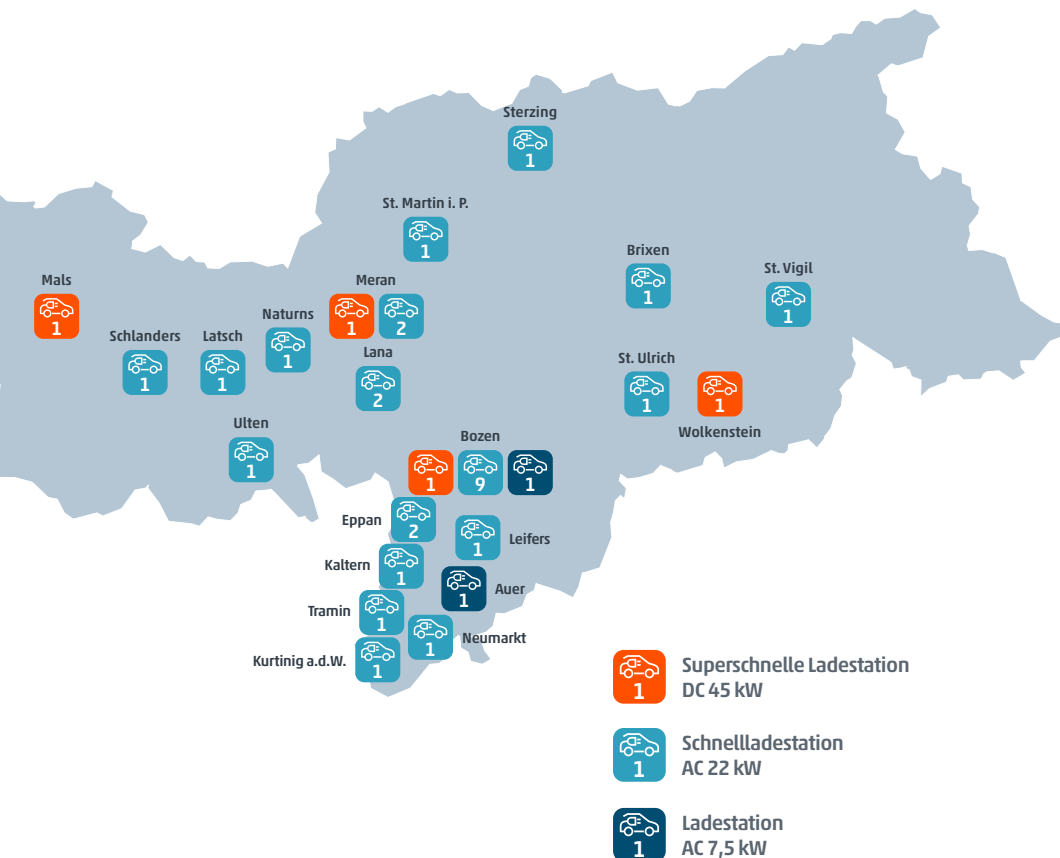 Sterzing
1
St. Martin i. P.
1
Brixen
1
St. Vigil
1
Mals
1
Meran
1 2
Naturns
1
Schlanders
1
Latsch
1
Lana
2
St. Ulrich
1
1
Wolkenstein
Ulten
1
Bozen
1 9 1
Eppan 2
1 Leifers
Kaltern 1
1 Auer
Tramin 1
1 Neumarkt
Kurtinig a.d.W. 1
1
Superschnelle Ladestation
DC 45 kW
1
Schnellladestation
AC 22 kW
1
Ladestation
AC 7,5 kW